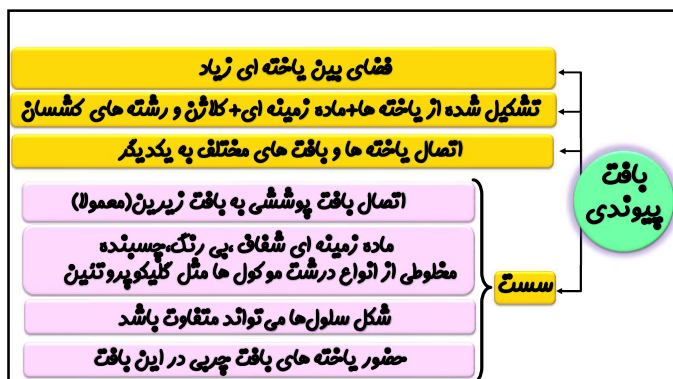 بافت
پیوندی
فضای بین یاخته ای زیاد
تشکیل شده از یاخته ها+ماده زمینه ای+کلاژن و رشته های کشسان
اتصال یاخته ها و بافت های مختلف به یکدیگر
سست
اتصال بافت پوششی به بافت زیرین(معمولا)
ماده زمینه ای شفاف ،بی رنگ،چسبنده
مخلوطی از انواع درشت مولکول ها مثل گلیکوپروتئین
شکل سلول‌ها می تواند متفاوت باشد
حضور یاخته های بافت چربی در این بافت